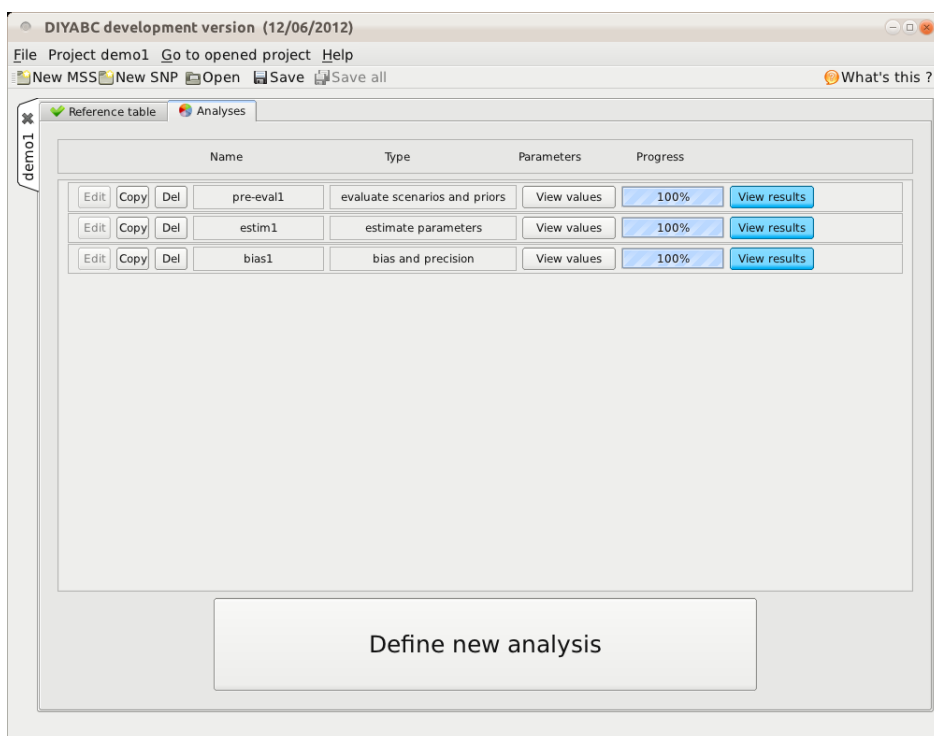 DIYABC development version (12/06/2012)
File Project demo1 Go to opened project Help
New MSS New SNP Open Save Save all What's this ?
demo1
Reference table Analyses
Name Type Parameters Progress
Edit Copy Del pre-eval1 evaluate scenarios and priors View values 100% View results
Edit Copy Del estim1 estimate parameters View values 100% View results
Edit Copy Del bias1 bias and precision View values 100% View results
Define new analysis